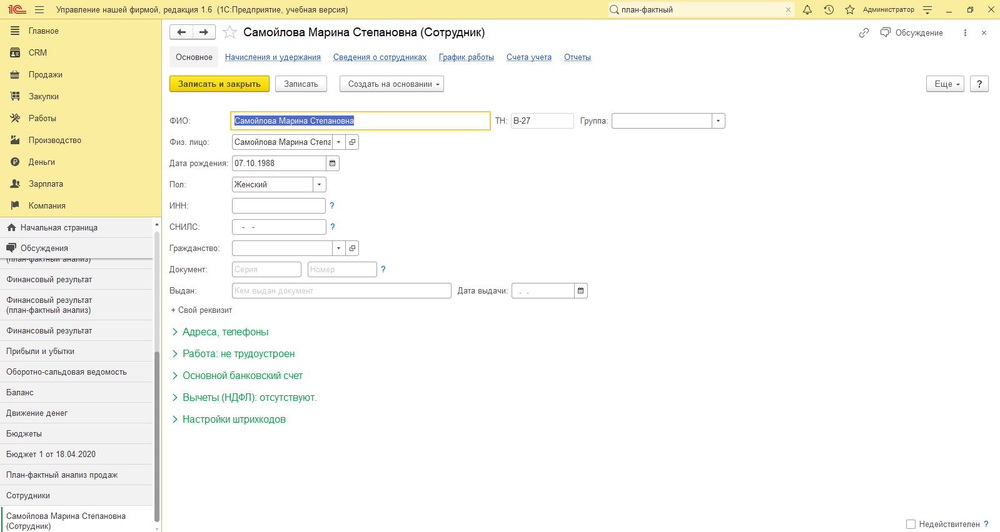 1С Управление нашей фирмой, редакция 1.6 (1С:Предприятие, учебная версия) план-фактный Администратор
Главное
CRM
Продажи
Закупки
Работы
Производство
Деньги
Зарплата
Компания
Начальная страница
Обсуждения
(план-фактный анализ)
Финансовый результат
Финансовый результат
(план-фактный анализ)
Финансовый результат
Прибыли и убытки
Оборотно-сальдовая ведомость
Баланс
Движение денег
Бюджеты
Бюджет 1 от 18.04.2020
План-фактный анализ продаж
Сотрудники
Самойлова Марина Степановна
(Сотрудник)
Самойлова Марина Степановна (Сотрудник) Обсуждение
Основное Начисления и удержания Сведения о сотрудниках График работы Счета учета Отчеты
Записать и закрыть Записать Создать на основании Еще ?
ФИО: Самойлова Марина Степановна ТН: В-27 Группа:
Физ. лицо: Самойлова Марина Степа
Дата рождения: 07.10.1988
Пол: Женский
ИНН: ?
СНИЛС: - - ?
Гражданство:
Документ: Серия Номер ?
Выдан: Кем выдан документ Дата выдачи: . .
+ Свой реквизит
Адреса, телефоны
Работа: не трудоустроен
Основной банковский счет
Вычеты (НДФЛ): отсутствуют.
Настройки штрихкодов
Недействителен ?